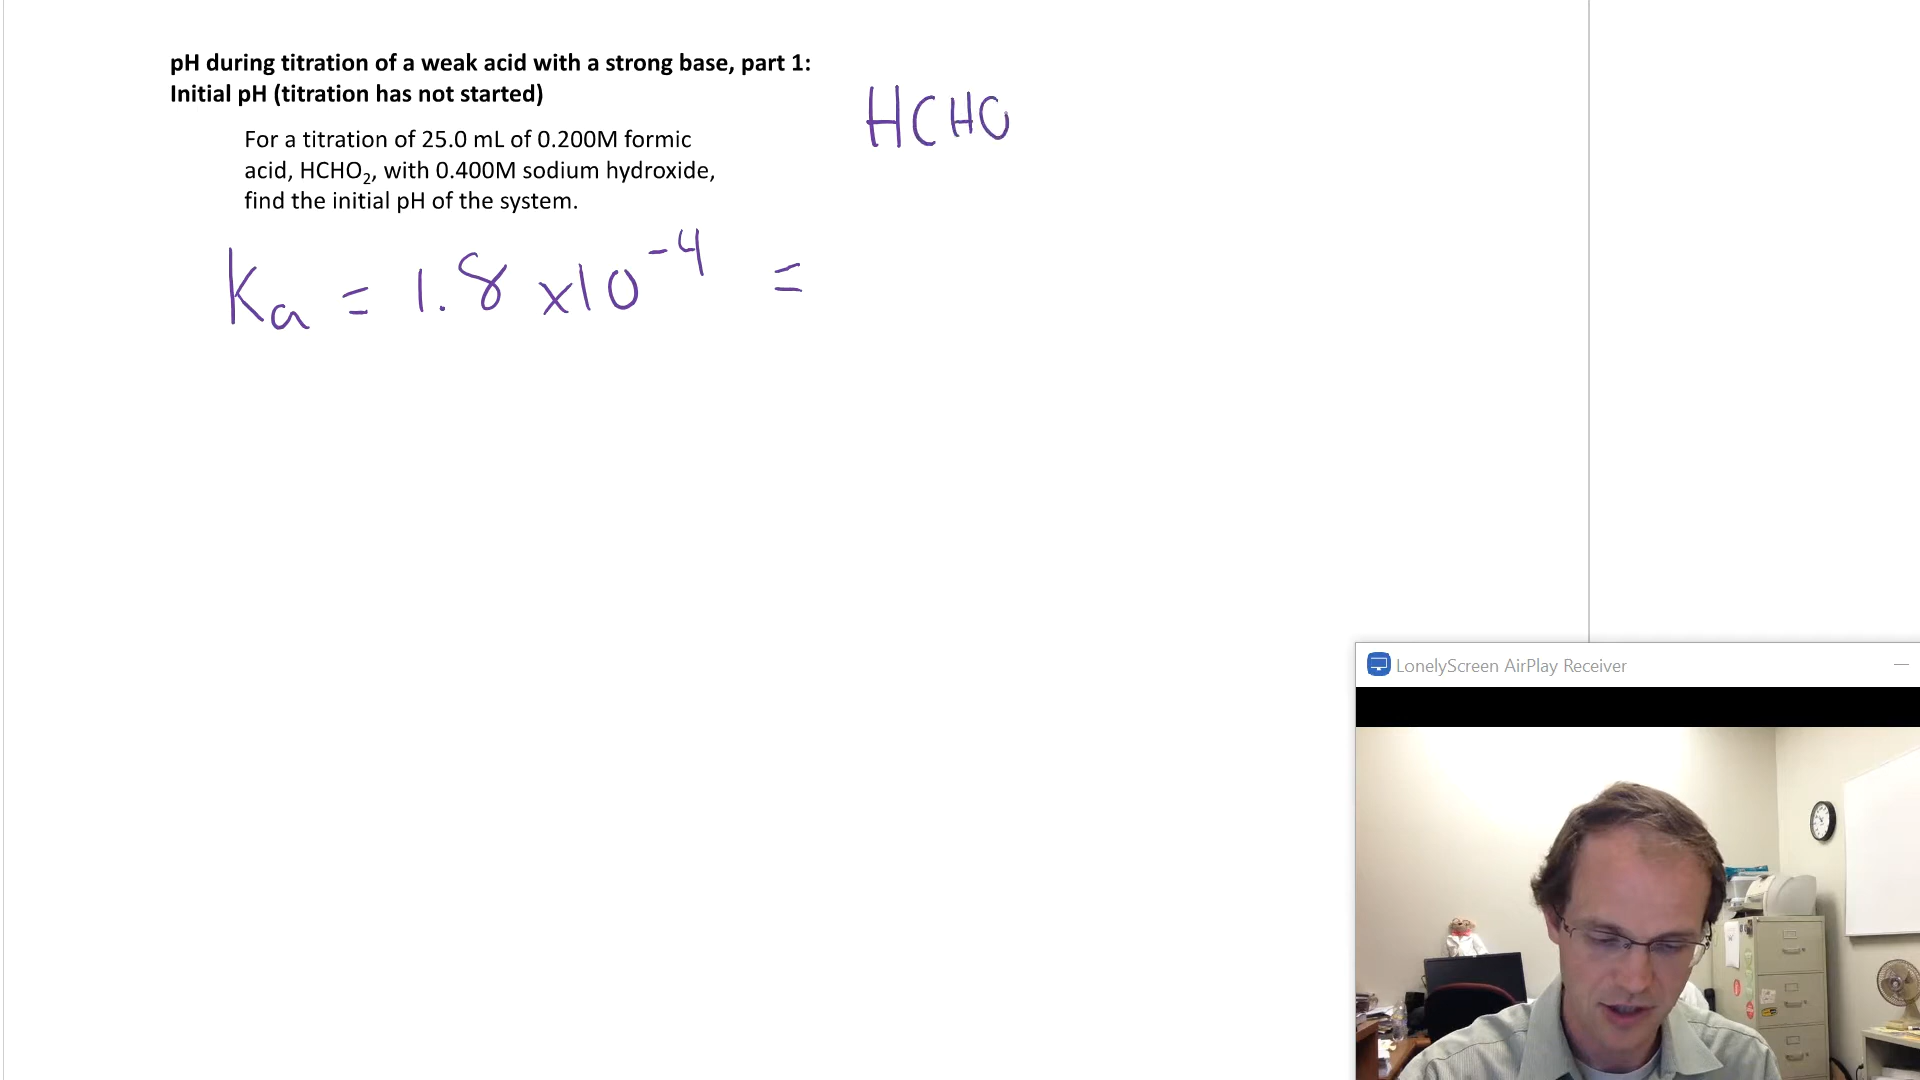 pH during titration of a weak acid with a strong base, part 1:
Initial pH (titration has not started)
HCHO
For a titration of 25.0 mL of 0.200M formic
acid, HCHO₂, with 0.400M sodium hydroxide,
find the initial pH of the system.
Ka = 1.8 x10⁻⁴ =
LonelyScreen AirPlay Receiver